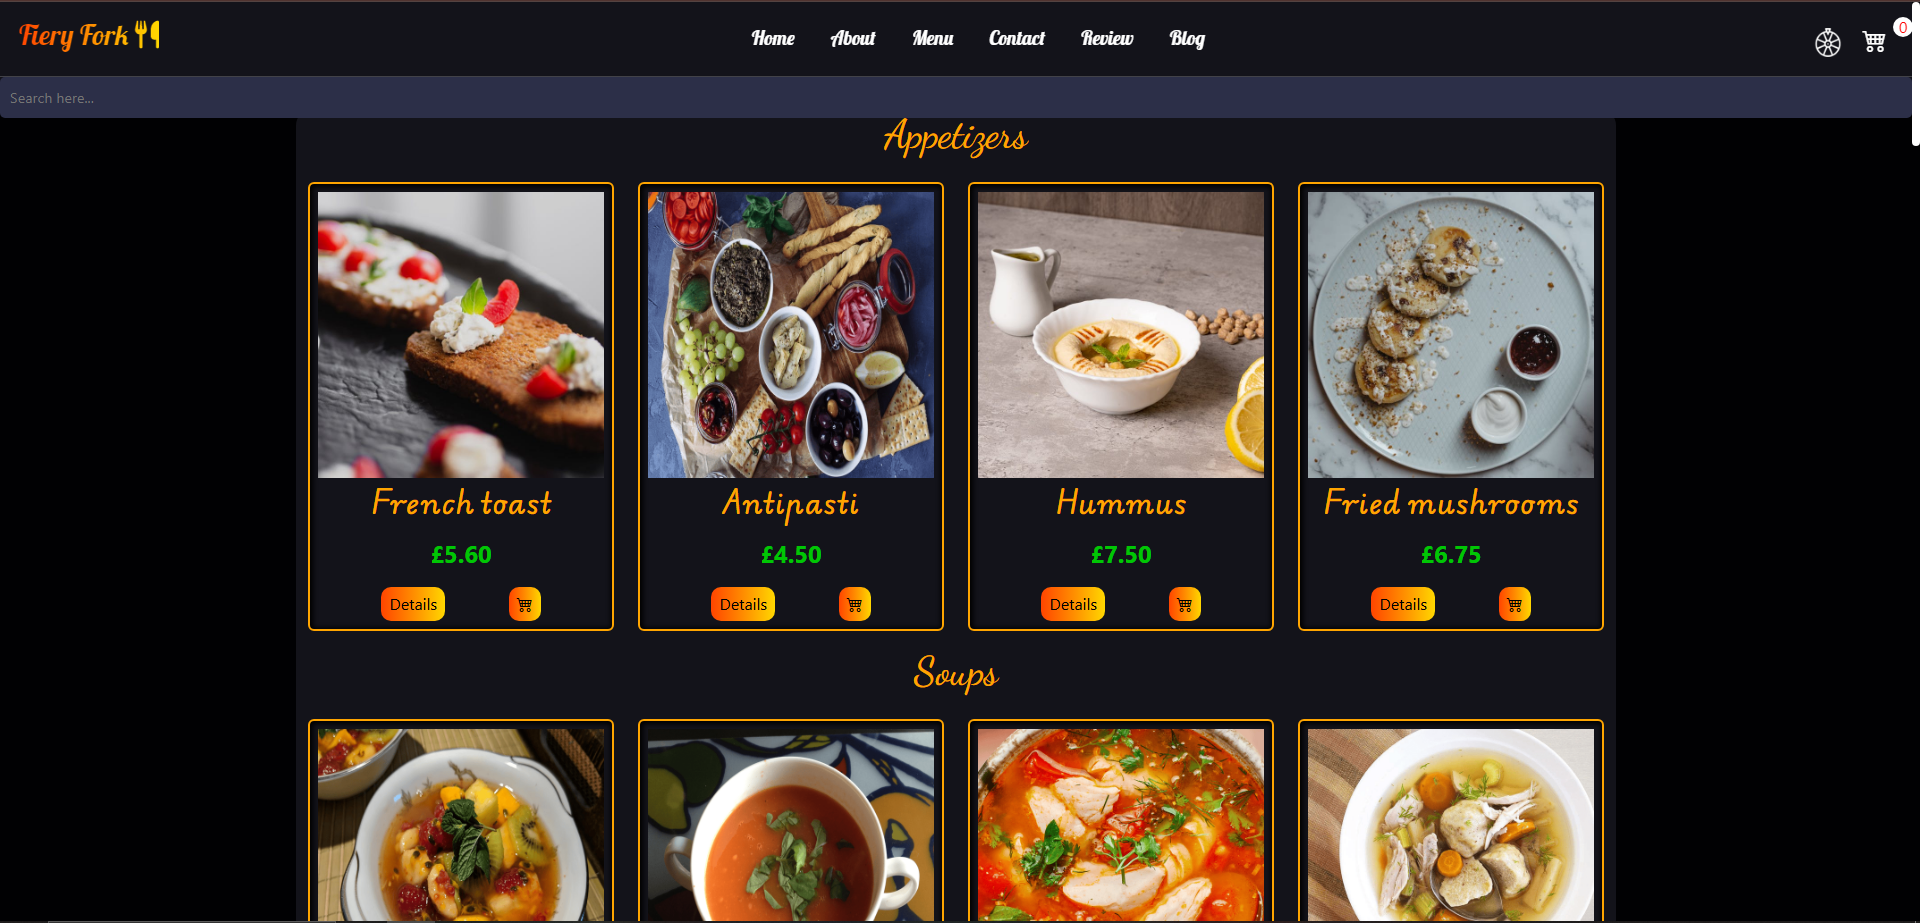 Fiery Fork
Home About Menu Contact Review Blog
0
Search here...
Appetizers
French toast
£5.60
Details
Antipasti
£4.50
Details
Hummus
£7.50
Details
Fried mushrooms
£6.75
Details
Soups